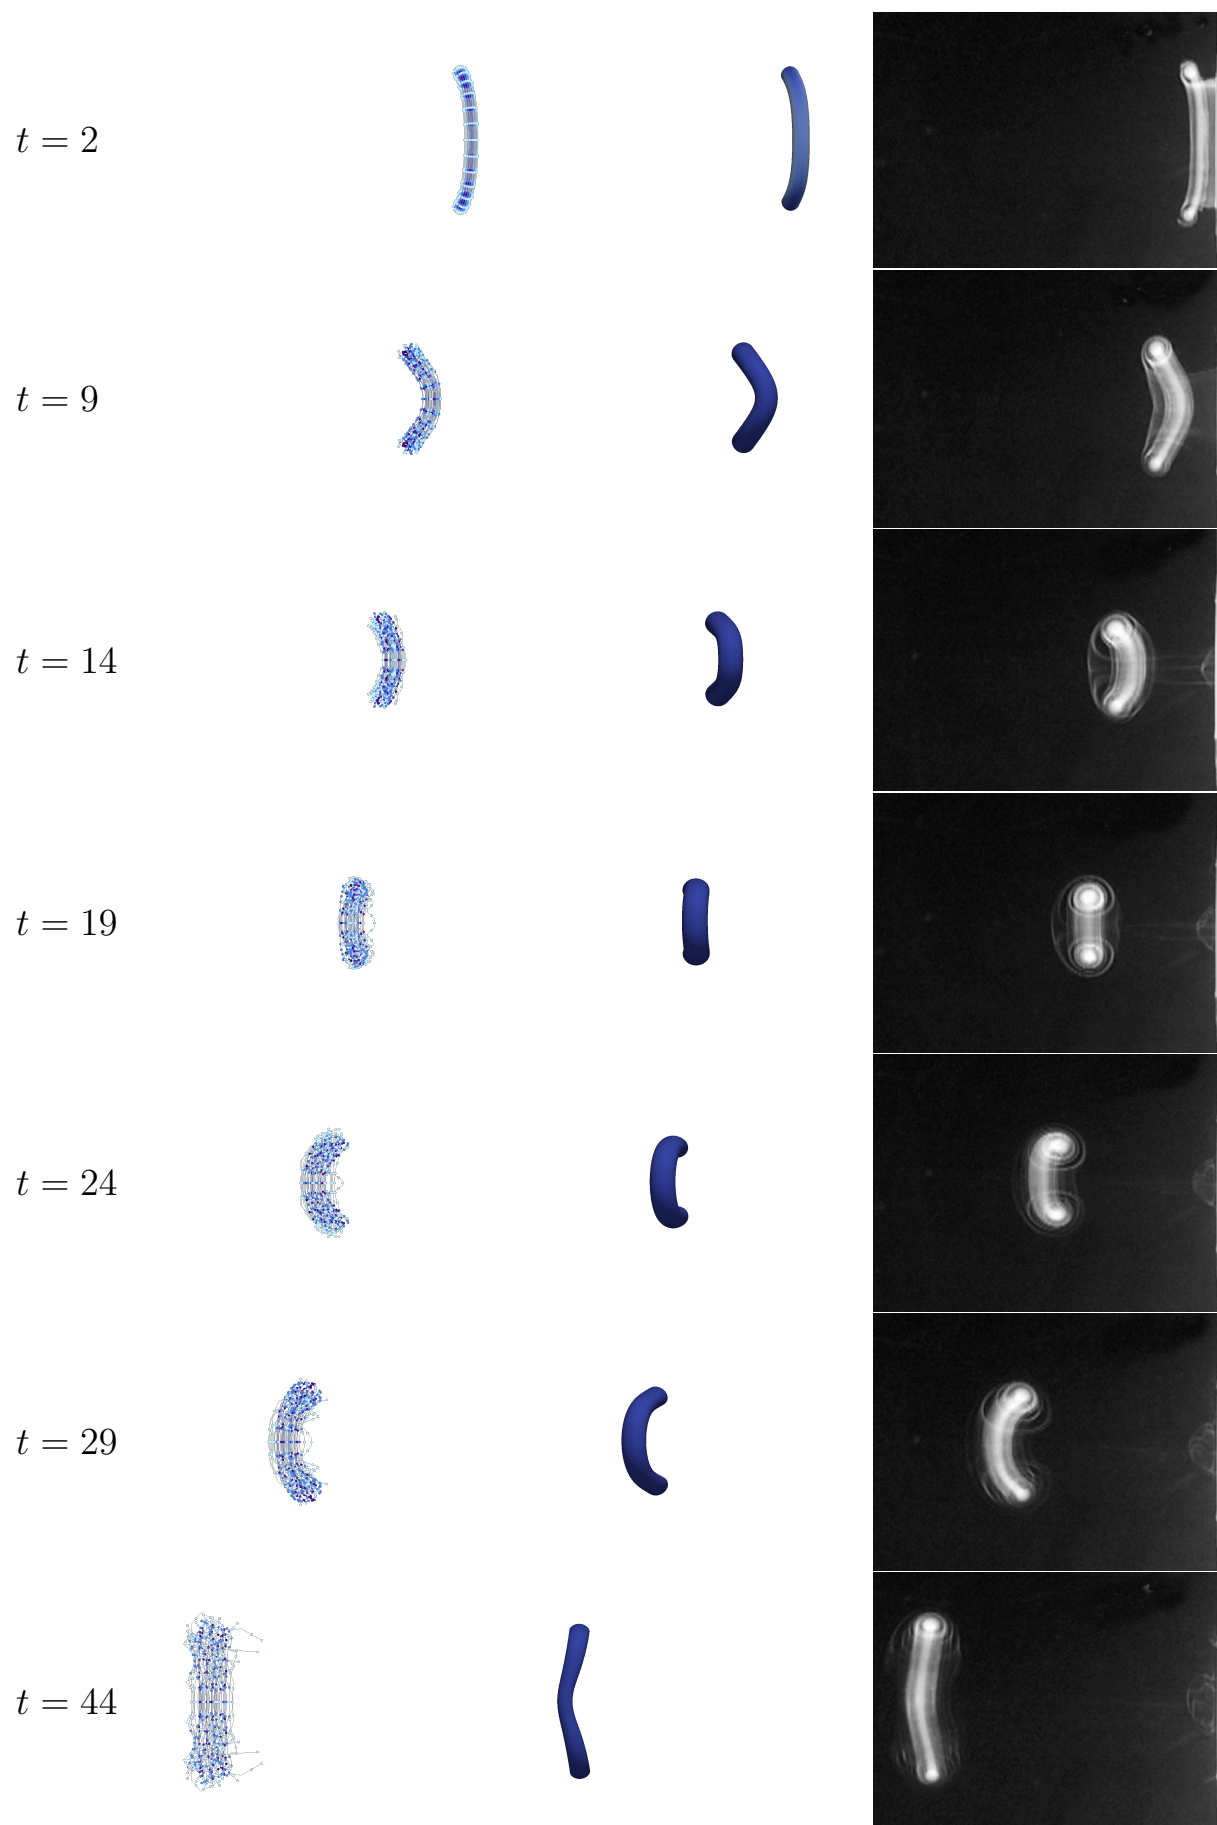 t = 2
t = 9
t = 14
t = 19
t = 24
t = 29
t = 44